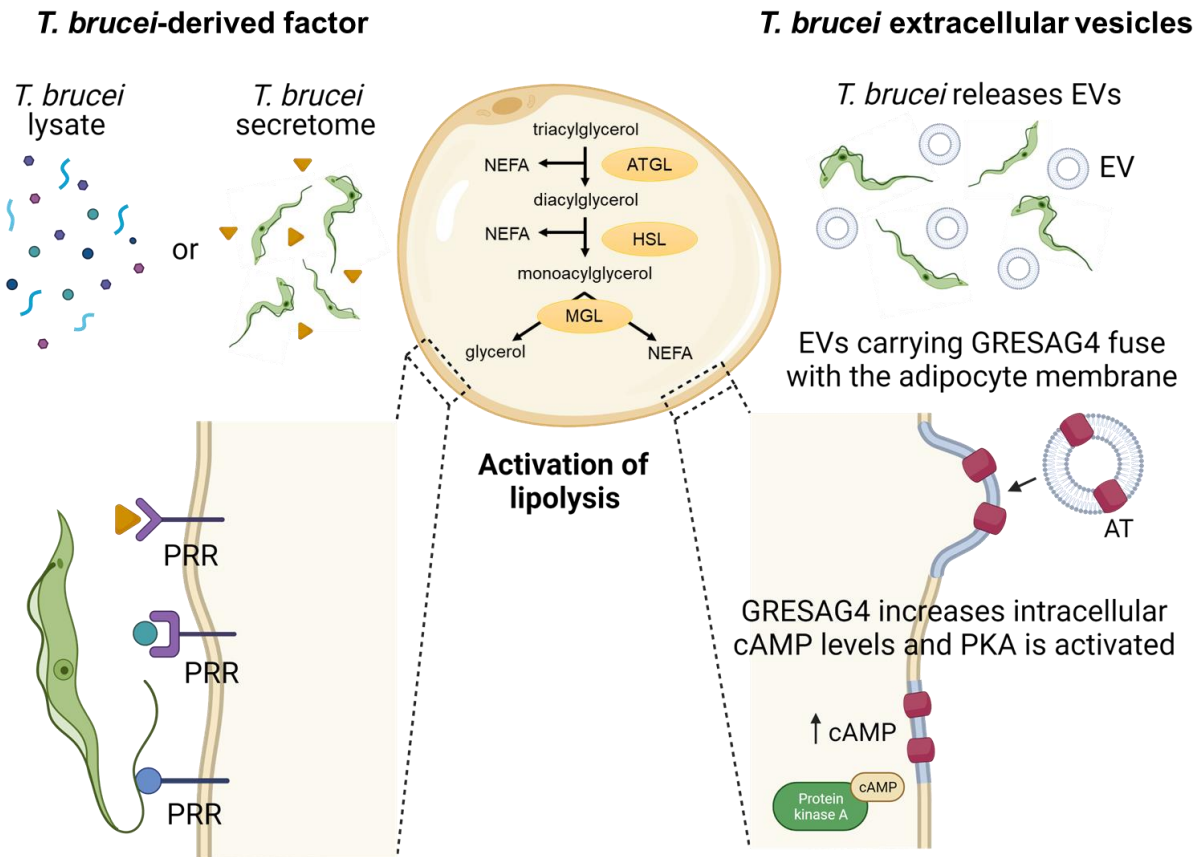 T. brucei-derived factor
T. brucei
lysate
or
T. brucei
secretome
PRR
PRR
PRR
triacylglycerol
NEFA
ATGL
diacylglycerol
NEFA
HSL
monoacylglycerol
MGL
glycerol
NEFA
Activation of
lipolysis
T. brucei extracellular vesicles
T. brucei releases EVs
EV
EVs carrying GRESAG4 fuse
with the adipocyte membrane
AT
GRESAG4 increases intracellular
cAMP levels and PKA is activated
↑ cAMP
cAMP
Protein
kinase A